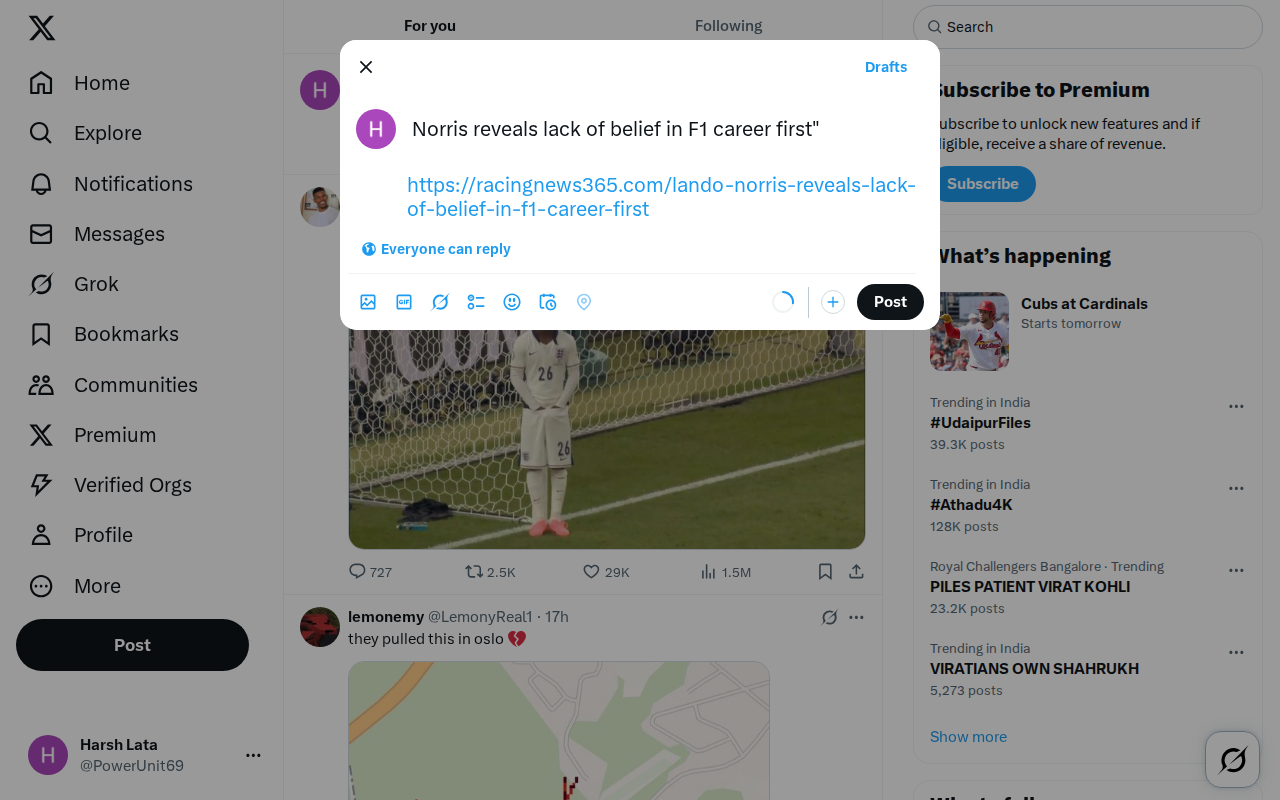 For you
Following
Search
Home
Explore
Notifications
Messages
Grok
Bookmarks
Communities
Premium
Verified Orgs
Profile
More
Post
H
Harsh Lata
@PowerUnit69
H
Drafts
H
Norris reveals lack of belief in F1 career first"
https://racingnews365.com/lando-norris-reveals-lack-
of-belief-in-f1-career-first
Everyone can reply
GIF
Post
26
26
727
2.5K
29K
1.5M
lemonemy @LemonyReal1 · 17h
they pulled this in oslo 💔
Subscribe to Premium
ubscribe to unlock new features and if
ligible, receive a share of revenue.
Subscribe
What's happening
Cubs at Cardinals
Starts tomorrow
Trending in India
#UdaipurFiles
39.3K posts
Trending in India
#Athadu4K
128K posts
Royal Challengers Bangalore · Trending
PILES PATIENT VIRAT KOHLI
23.2K posts
Trending in India
VIRATIANS OWN SHAHRUKH
5,273 posts
Show more